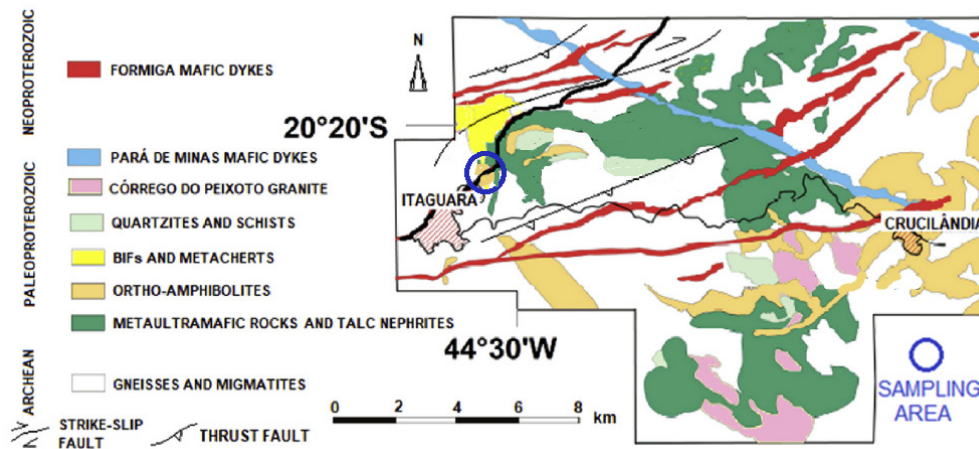 NEOPROTEROZOIC
PALEOPROTEROZOIC
ARCHEAN
FORMIGA MAFIC DYKES
PARÁ DE MINAS MAFIC DYKES
CÓRREGO DO PEIXOTO GRANITE
QUARTZITES AND SCHISTS
BIFs AND METACHERTS
ORTHO-AMPHIBOLITES
METAULTRAMAFIC ROCKS AND TALC NEPHRITES
GNEISSES AND MIGMATITES
STRIKE-SLIP
FAULT
THRUST FAULT
N
20°20'S
ITAGUARA
CRUCILÂNDIA
44°30'W
0 2 4 6 8 km
SAMPLING
AREA